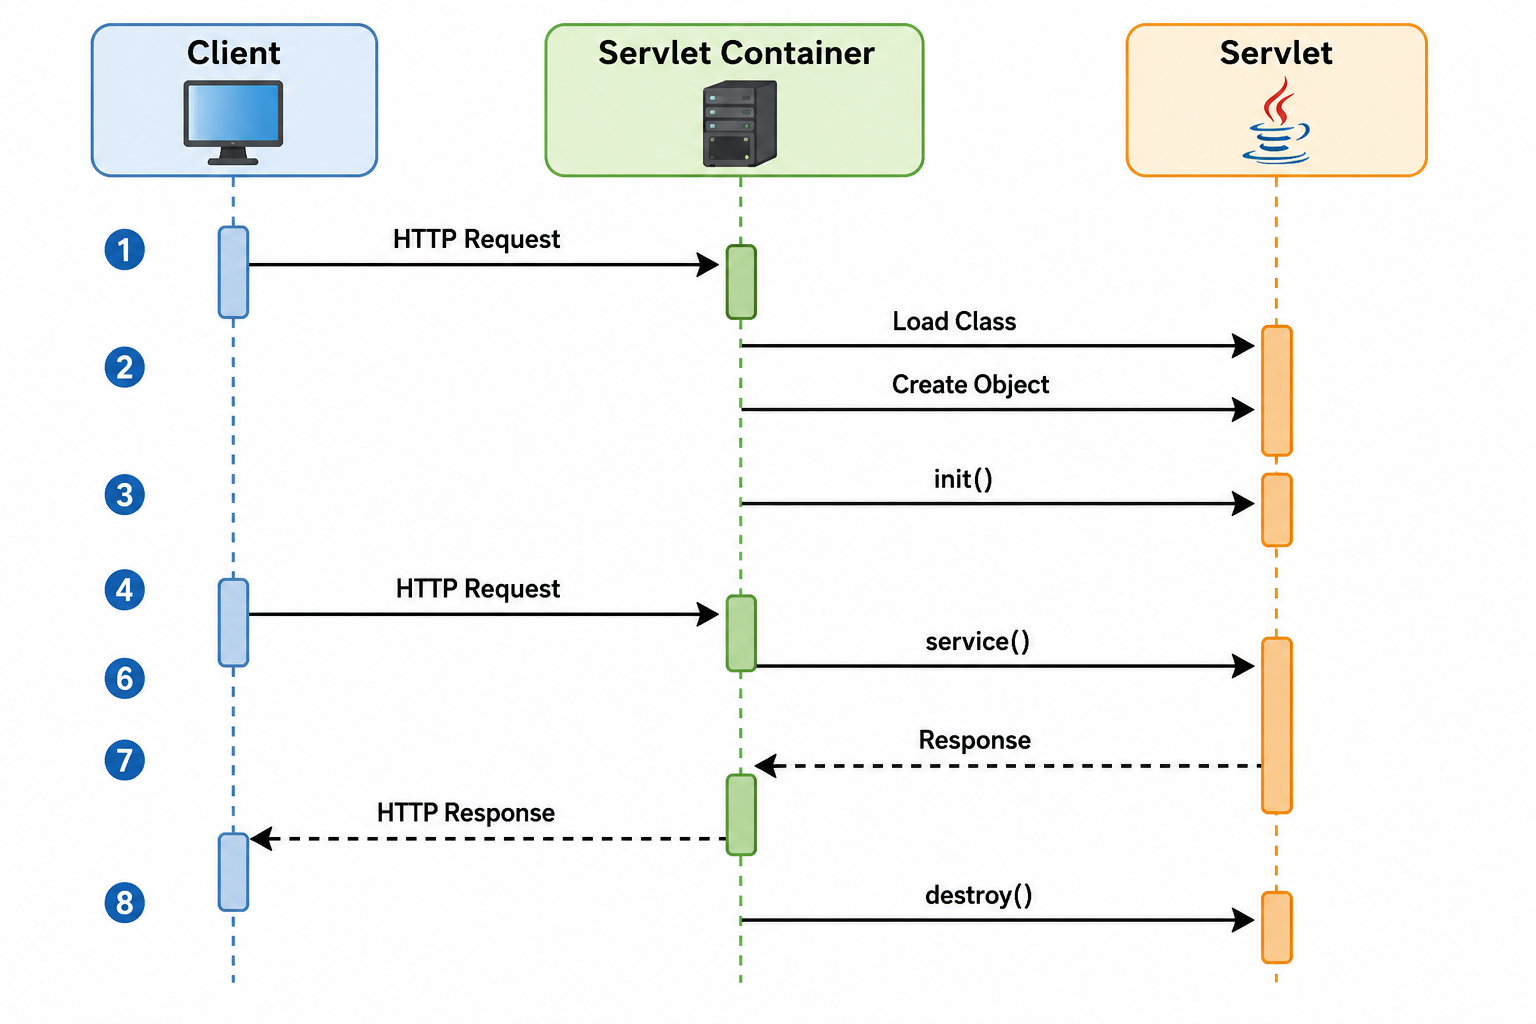 Client
Servlet Container
Servlet
1
HTTP Request
Load Class
2
Create Object
3
init()
4
HTTP Request
service()
6
Response
7
HTTP Response
8
destroy()